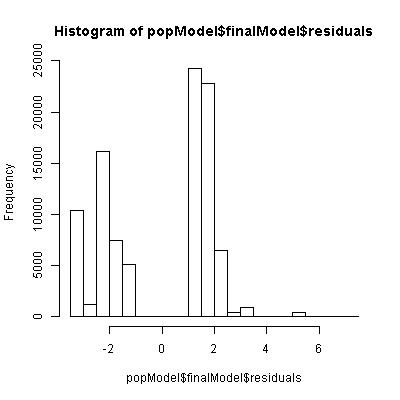 Histogram of popModel$finalModel$residuals
Frequency
25000
20000
15000
10000
5000
0
-2 0 2 4 6
popModel$finalModel$residuals